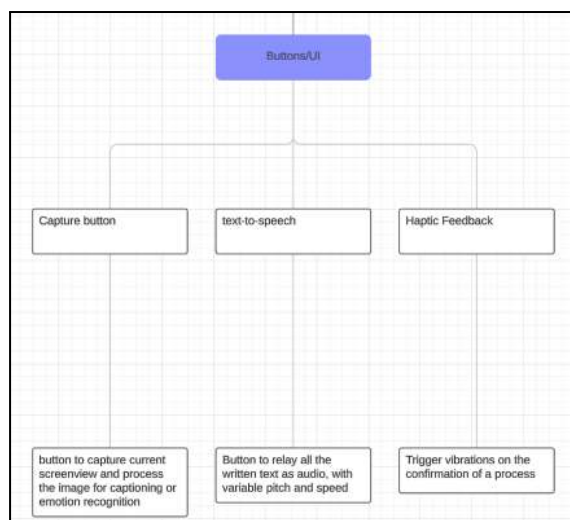 Buttons/UI
Capture button
text-to-speech
Haptic Feedback
button to capture current
screenview and process
the image for captioning or
emotion recognition
Button to relay all the
written text as audio, with
variable pitch and speed
Trigger vibrations on the
confirmation of a process